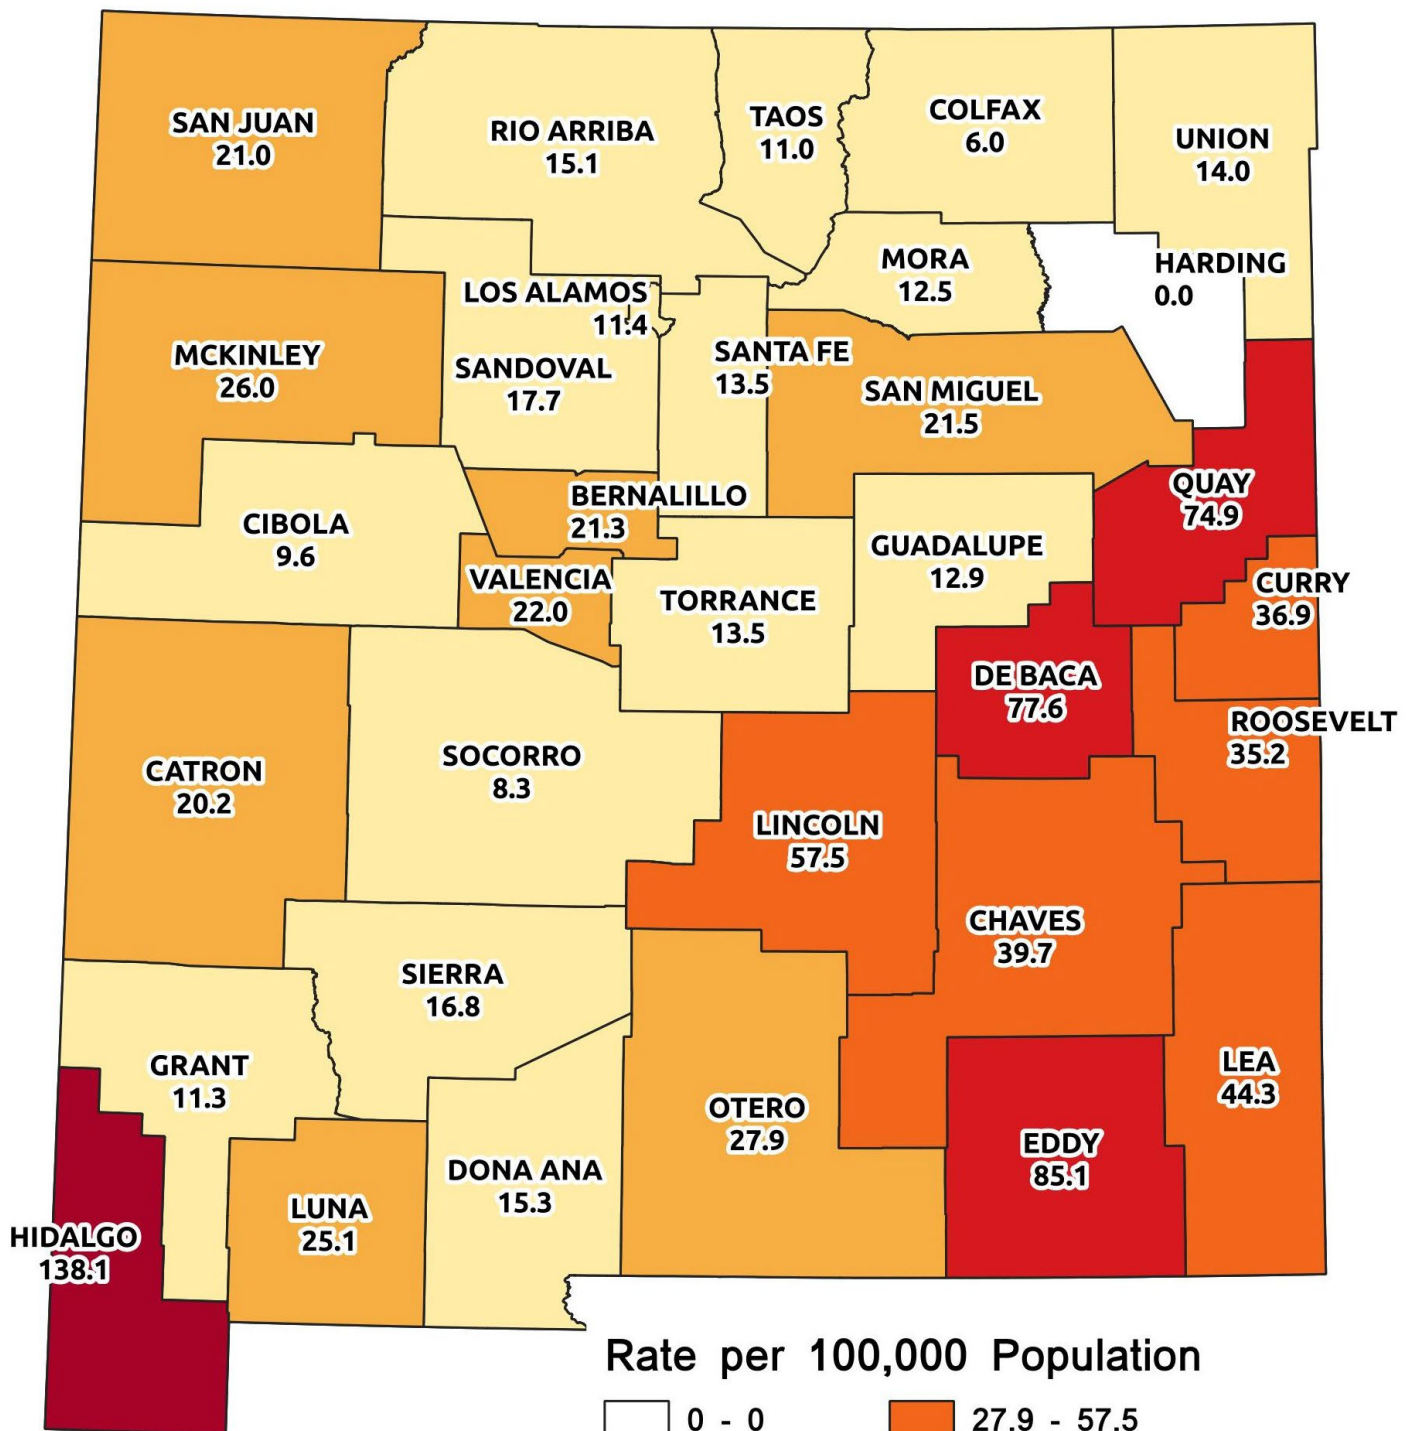 SAN JUAN
21.0
RIO ARRIBA
15.1
TAOS
11.0
COLFAX
6.0
UNION
14.0
MORA
12.5
HARDING
0.0
LOS ALAMOS
11.4
MCKINLEY
26.0
SANDOVAL
17.7
SANTA FE
13.5
SAN MIGUEL
21.5
QUAY
74.9
CIBOLA
9.6
BERNALILLO
21.3
GUADALUPE
12.9
CURRY
36.9
VALENCIA
22.0
TORRANCE
13.5
DE BACA
77.6
ROOSEVELT
35.2
CATRON
20.2
SOCORRO
8.3
LINCOLN
57.5
CHAVES
39.7
SIERRA
16.8
GRANT
11.3
LEA
44.3
OTERO
27.9
EDDY
85.1
DONA ANA
15.3
LUNA
25.1
HIDALGO
138.1
Rate per 100,000 Population
0 - 0
27.9 - 57.5